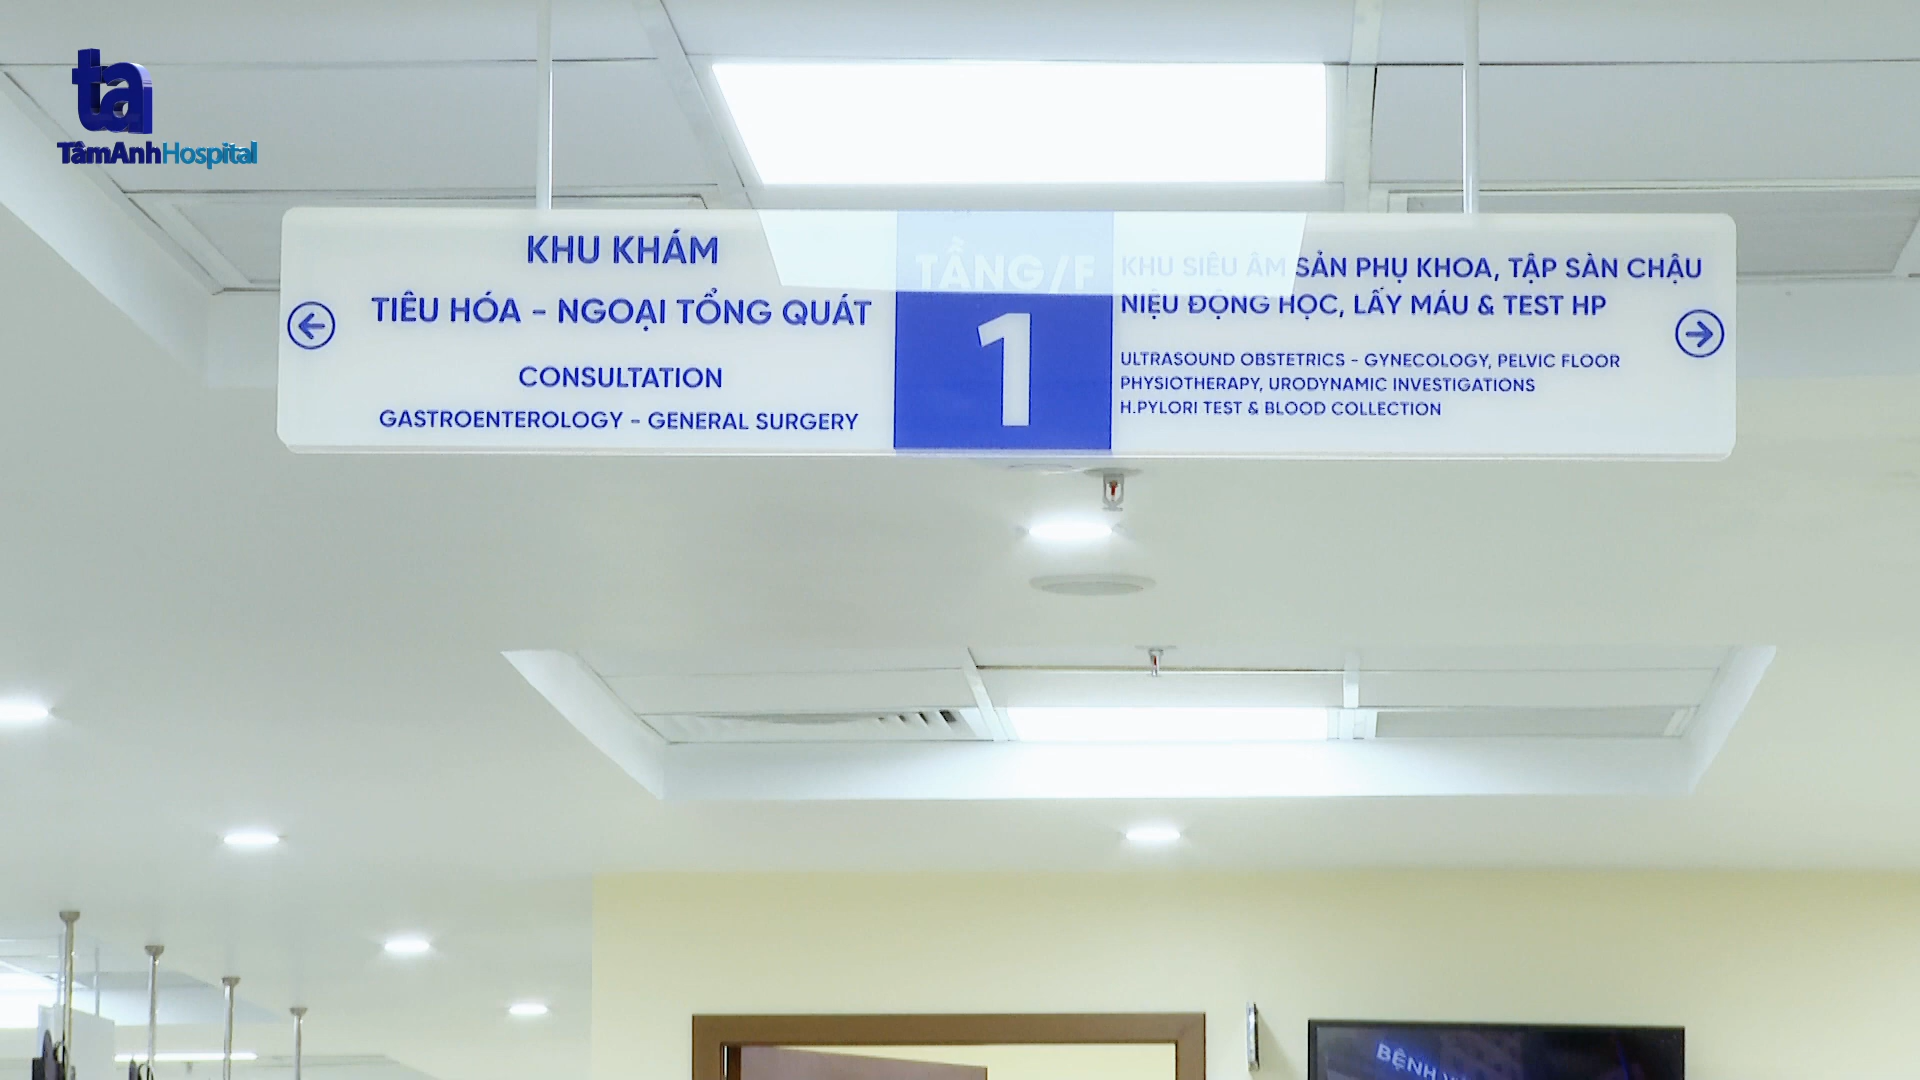 ta
TâmAnhHospital
KHU KHÁM
TIÊU HÓA - NGOẠI TỔNG QUÁT
CONSULTATION
GASTROENTEROLOGY - GENERAL SURGERY
TẦNG/F
1
KHU SIÊU ÂM SẢN PHỤ KHOA, TẬP SÀN CHẬU
NIỆU ĐỘNG HỌC, LẤY MÁU & TEST HP
ULTRASOUND OBSTETRICS - GYNECOLOGY, PELVIC FLOOR
PHYSIOTHERAPY, URODYNAMIC INVESTIGATIONS
H.PYLORI TEST & BLOOD COLLECTION
BỆNH